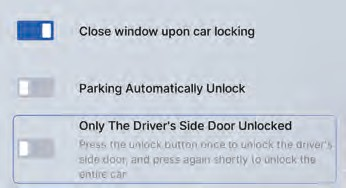 Close window upon car locking
Parking Automatically Unlock
Only The Driver's Side Door Unlocked
Press the unlock button once to unlock the driver's
side door, and press again shortly to unlock the
entire car